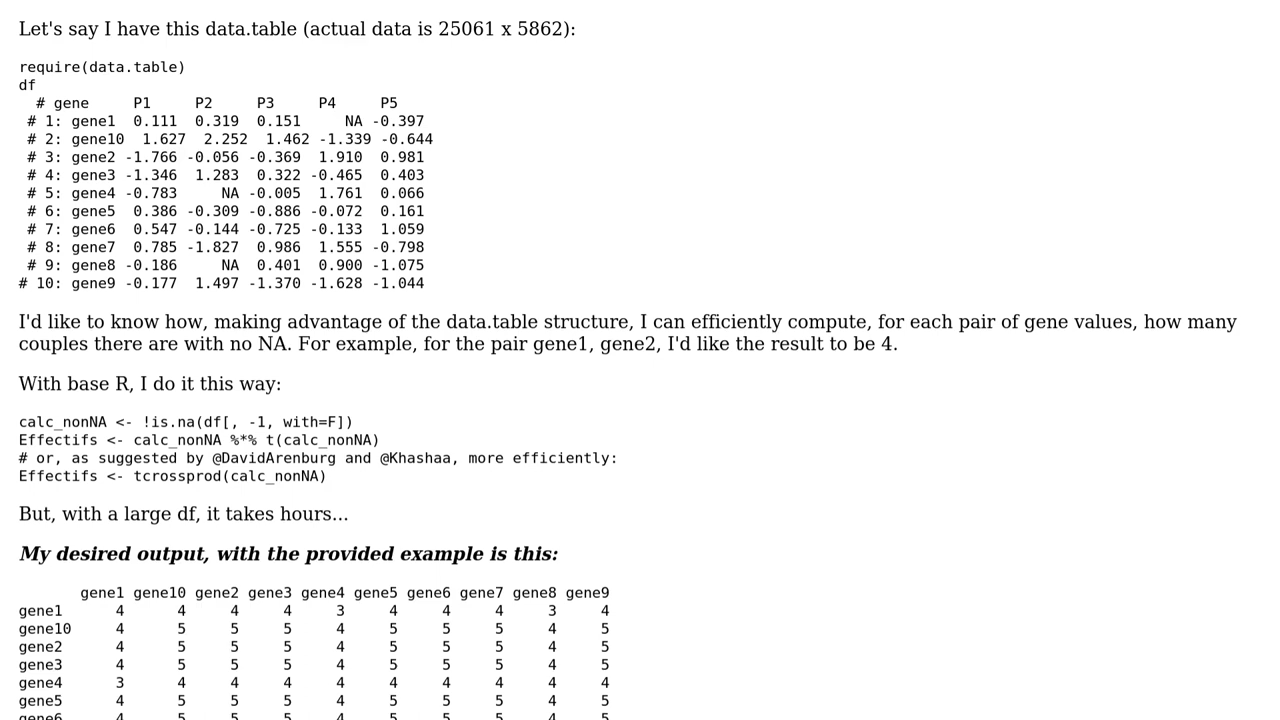 Let's say I have this data.table (actual data is 25061 x 5862):
require(data.table)
df
  # gene     P1     P2     P3     P4     P5
 # 1: gene1  0.111  0.319  0.151     NA -0.397
 # 2: gene10  1.627  2.252  1.462 -1.339 -0.644
 # 3: gene2 -1.766 -0.056 -0.369  1.910  0.981
 # 4: gene3 -1.346  1.283  0.322 -0.465  0.403
 # 5: gene4 -0.783     NA -0.005  1.761  0.066
 # 6: gene5  0.386 -0.309 -0.886 -0.072  0.161
 # 7: gene6  0.547 -0.144 -0.725 -0.133  1.059
 # 8: gene7  0.785 -1.827  0.986  1.555 -0.798
 # 9: gene8 -0.186     NA  0.401  0.900 -1.075
# 10: gene9 -0.177  1.497 -1.370 -1.628 -1.044
I'd like to know how, making advantage of the data.table structure, I can efficiently compute, for each pair of gene values, how many
couples there are with no NA. For example, for the pair gene1, gene2, I'd like the result to be 4.
With base R, I do it this way:
calc_nonNA <- !is.na(df[, -1, with=F])
Effectifs <- calc_nonNA %*% t(calc_nonNA)
# or, as suggested by @DavidArenburg and @Khashaa, more efficiently:
Effectifs <- tcrossprod(calc_nonNA)
But, with a large df, it takes hours...
My desired output, with the provided example is this:
       gene1 gene10 gene2 gene3 gene4 gene5 gene6 gene7 gene8 gene9
gene1      4      4     4     4     3     4     4     4     3     4
gene10     4      5     5     5     4     5     5     5     4     5
gene2      4      5     5     5     4     5     5     5     4     5
gene3      4      5     5     5     4     5     5     5     4     5
gene4      3      4     4     4     4     4     4     4     4     4
gene5      4      5     5     5     4     5     5     5     4     5
gene6      4      5     5     5     4     5     5     5     4     5